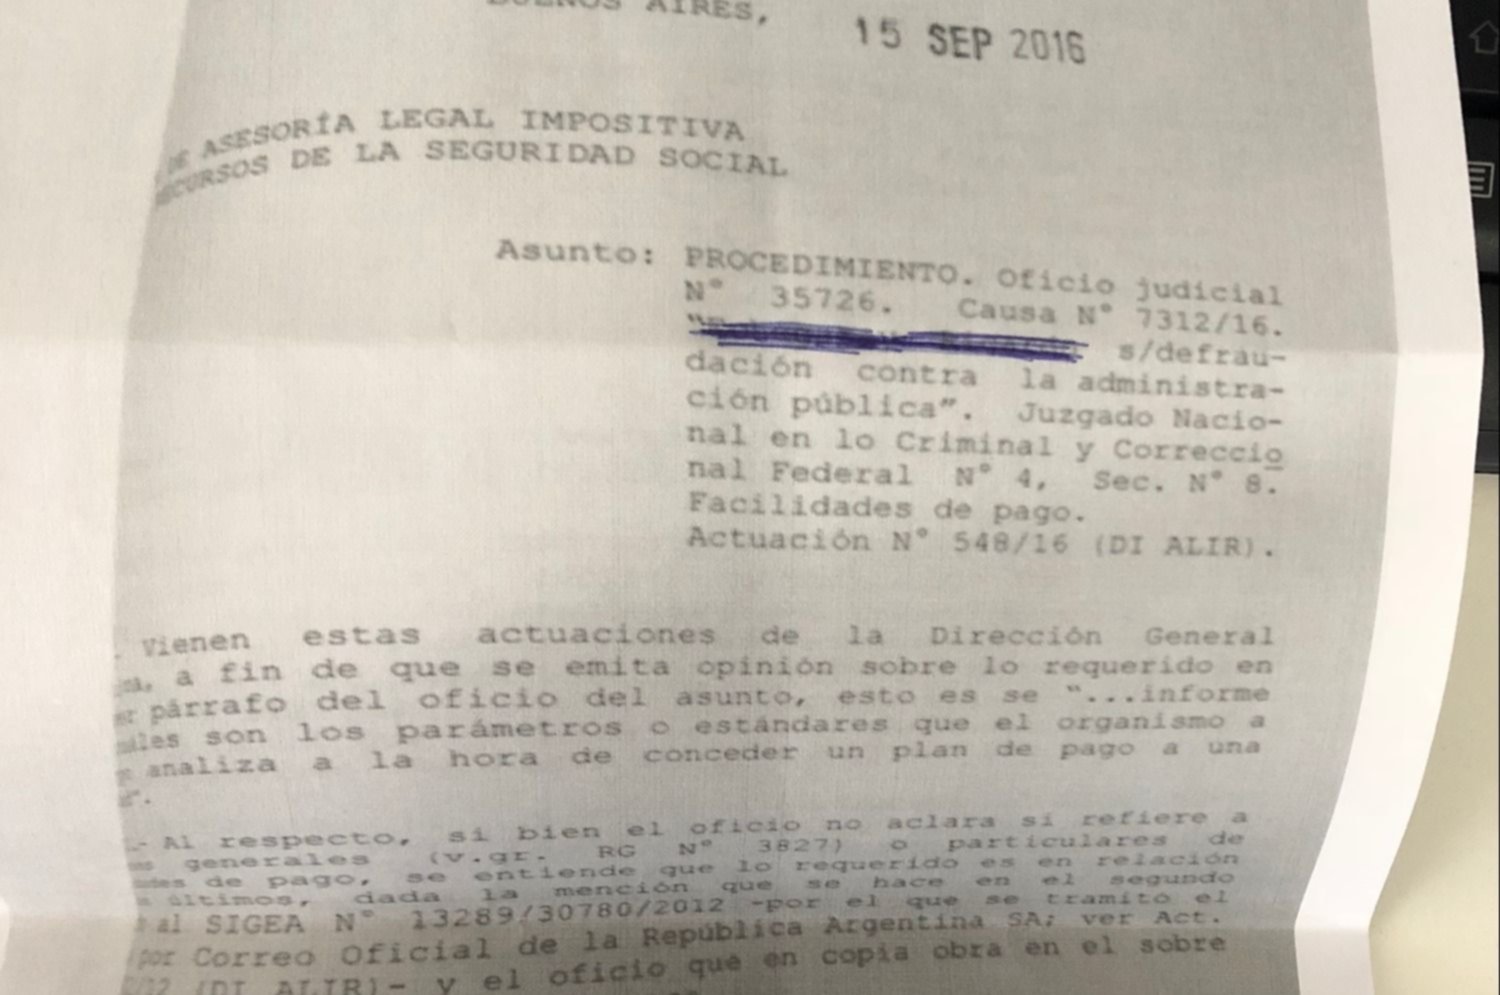 BUENOS AIRES,
15 SEP 2016
DE ASESORÍA LEGAL IMPOSITIVA
RECURSOS DE LA SEGURIDAD SOCIAL
Asunto: PROCEDIMIENTO. Oficio judicial
N° 35726. Causa N° 7312/16.
s/defrau-
dación contra la administra-
ción pública”. Juzgado Nacio-
nal en lo Criminal y Correccio
nal Federal N° 4, Sec. N° 8.
Facilidades de pago.
Actuación N° 548/16 (DI ALIR).
Vienen estas actuaciones de la Dirección General
a fin de que se emita opinión sobre lo requerido en
párrafo del oficio del asunto, esto es se “...informe
son los parámetros o estándares que el organismo a
analiza a la hora de conceder un plan de pago a una
”.
- Al respecto, si bien el oficio no aclara si refiere a
generales (v.gr. RG N° 3827) o particulares de
de pago, se entiende que lo requerido es en relación
últimos, dada la mención que se hace en el segundo
al SIGEA N° 13289/30780/2012 -por el que se tramitó el
por Correo Oficial de la República Argentina SA; ver Act.
(DI ALIR)- y el oficio que en copia obra en el sobre